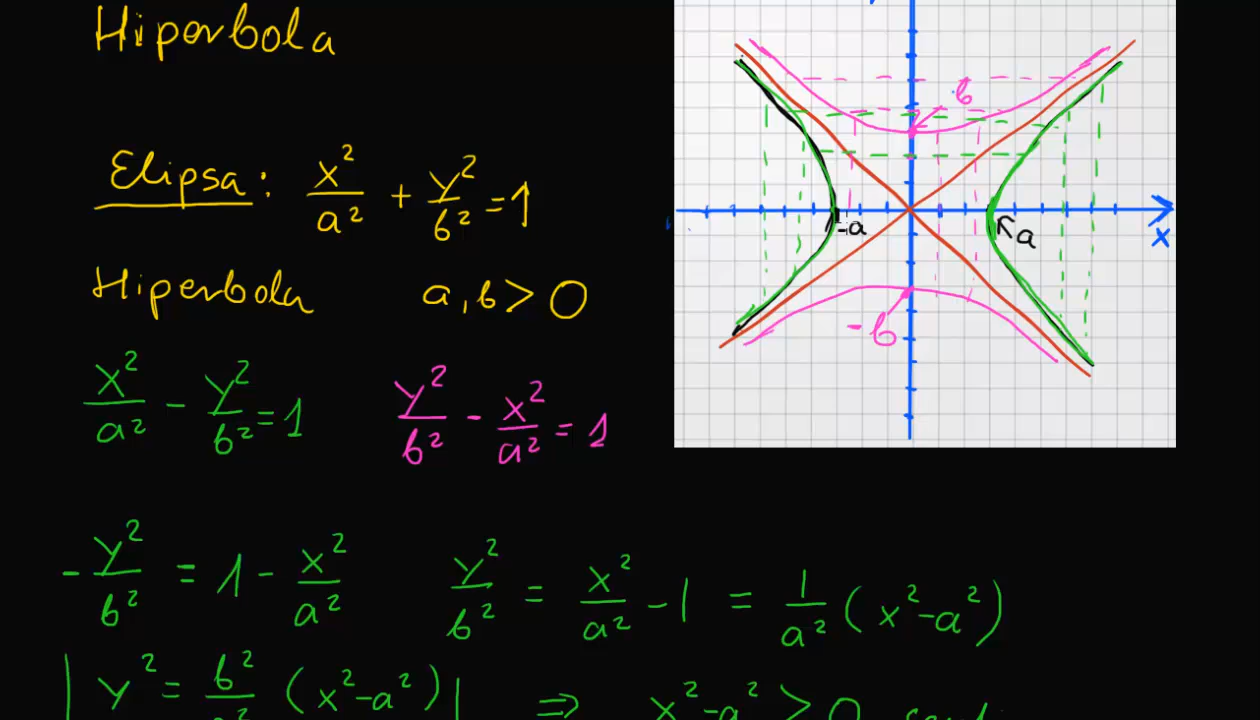 Hiperbola
Elipsa: x²/a² + y²/b² = 1
Hiperbola a, b > 0
x²/a² - y²/b² = 1 y²/b² - x²/a² = 1
b
-a
a
x
-b
-y²/b² = 1 - x²/a² y²/b² = x²/a² - 1 = 1/a² (x² - a²)
| y² = b²/a² (x² - a²) | ⇒ x² - a² > 0